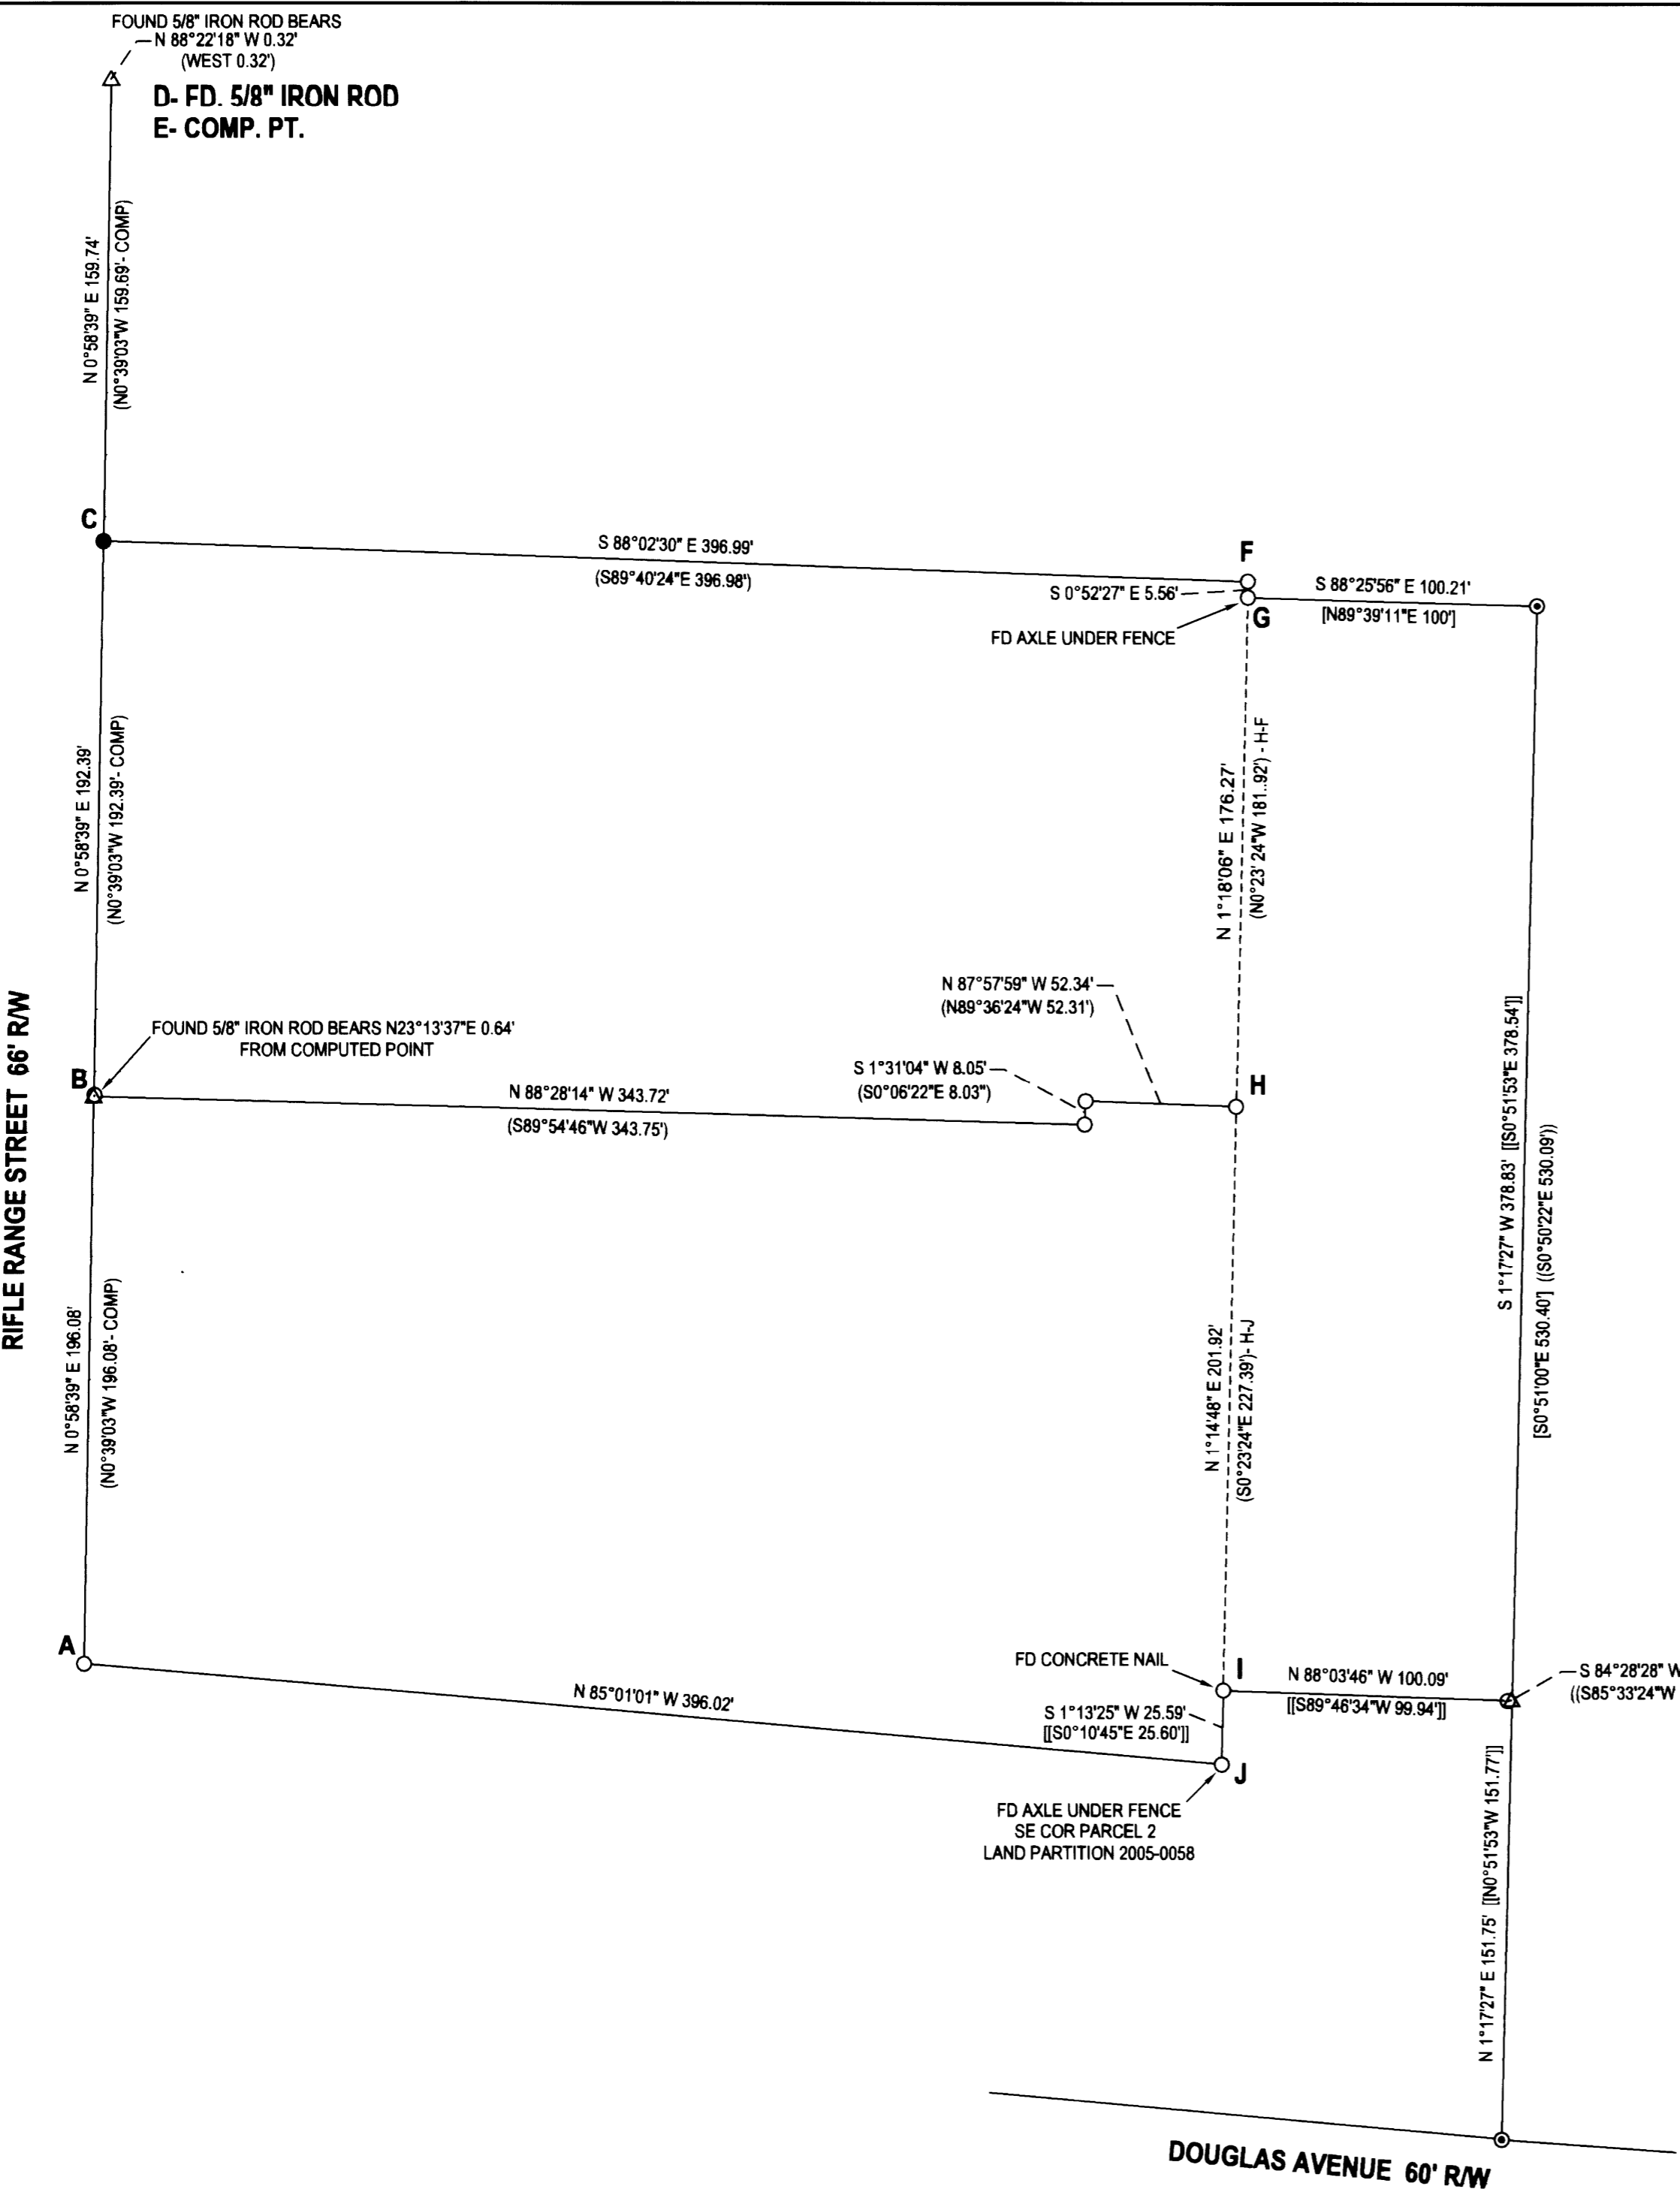 FOUND 5/8" IRON ROD BEARS
N 88°22'18" W 0.32'
(WEST 0.32')
D- FD. 5/8" IRON ROD
E- COMP. PT.
N 0°58'39" E 159.74'
(N0°39'03"W 159.69'- COMP)
C
S 88°02'30" E 396.99'
(S89°40'24"E 396.98')
F
S 0°52'27" E 5.56'
G
S 88°25'56" E 100.21'
[N89°39'11"E 100']
FD AXLE UNDER FENCE
N 0°58'39" E 192.39'
(N0°39'03"W 192.39'- COMP)
N 1°18'06" E 176.27'
(N0°23' 24"W 181..92') - H-F
N 87°57'59" W 52.34'
(N89°36'24"W 52.31')
RIFLE RANGE STREET 66' R/W
FOUND 5/8" IRON ROD BEARS N23°13'37"E 0.64'
FROM COMPUTED POINT
B
S 1°31'04" W 8.05'
(S0°06'22"E 8.03")
H
N 88°28'14" W 343.72'
(S89°54'46"W 343.75')
S 1°17'27" W 378.83' [[S0°51'53"E 378.54']]
[S0°51'00"E 530.40'] ((S0°50'22"E 530.09'))
N 0°58'39" E 196.08'
(N0°39'03"W 196.08'- COMP)
N 1°14'48" E 201.92'
(S0°23'24"E 227.39')- H-J
A
N 85°01'01" W 396.02'
FD CONCRETE NAIL
I
N 88°03'46" W 100.09'
[[S89°46'34"W 99.94']]
S 84°28'28" W
((S85°33'24"W
S 1°13'25" W 25.59'
[[S0°10'45"E 25.60']]
J
FD AXLE UNDER FENCE
SE COR PARCEL 2
LAND PARTITION 2005-0058
N 1°17'27" E 151.75' [[N0°51'53"W 151.77']]
DOUGLAS AVENUE 60' R/W